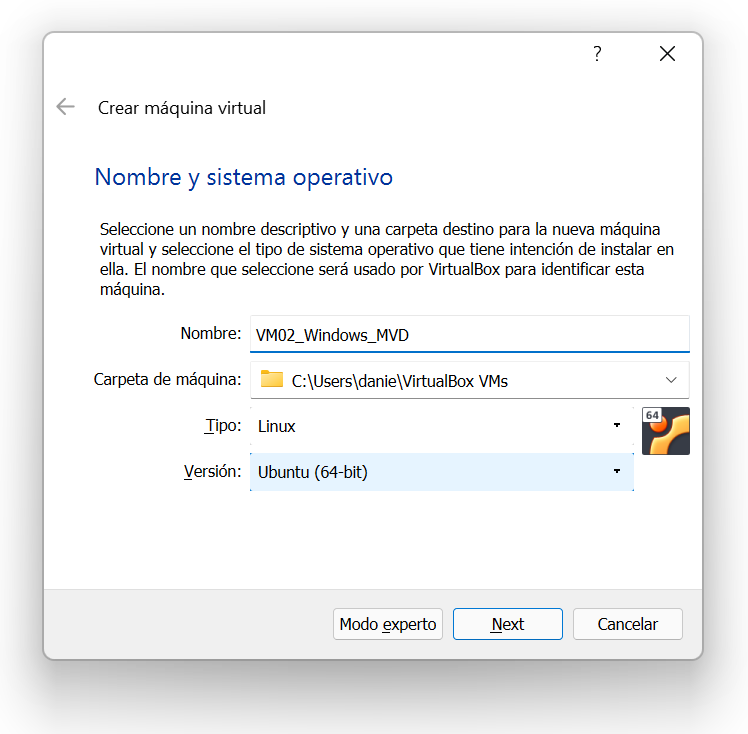 ?
Crear máquina virtual
Nombre y sistema operativo
Seleccione un nombre descriptivo y una carpeta destino para la nueva máquina
virtual y seleccione el tipo de sistema operativo que tiene intención de instalar en
ella. El nombre que seleccione será usado por VirtualBox para identificar esta
máquina.
Nombre: VM02_Windows_MVD
Carpeta de máquina: C:\Users\danie\VirtualBox VMs
Tipo: Linux 64
Versión: Ubuntu (64-bit)
Modo experto Next Cancelar